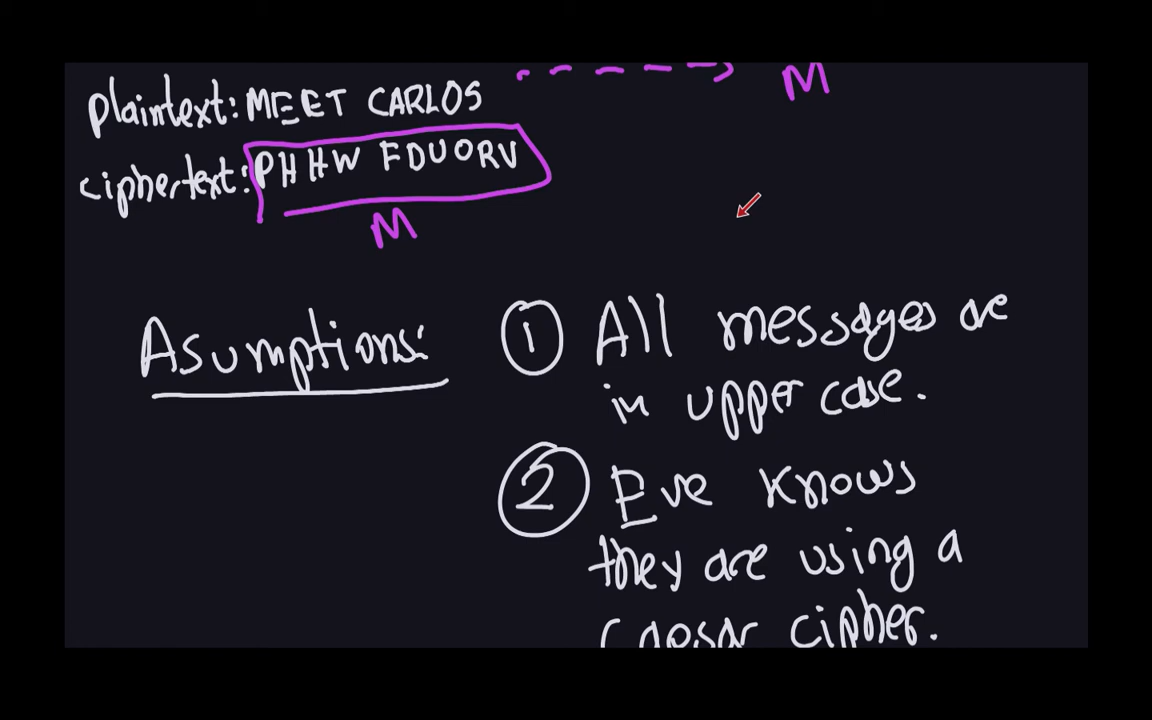 plaintext: MEET CARLOS
M
ciphertext: PHHW FDUORV
M
Asumptions:
1 All messages are
in upper case.
2 Eve knows
they are using a
caesar cipher.